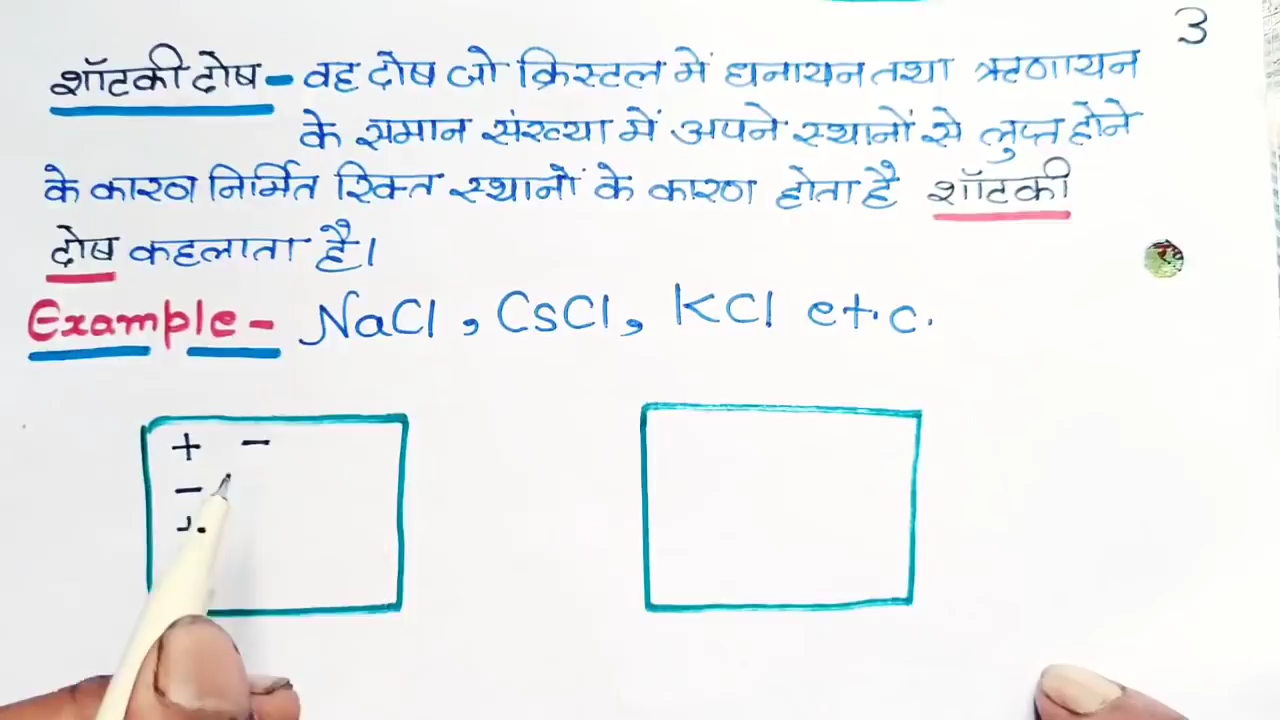 3
शॉटकी दोष - वह दोष जो क्रिस्टल में धनायन तथा ऋणायन
के समान संख्या में अपने स्थानों से लुप्त होने
के कारण निर्मित रिक्त स्थानों के कारण होता है शॉटकी
दोष कहलाता है।
Example - NaCl, CsCl, KCl etc.
+ -
-